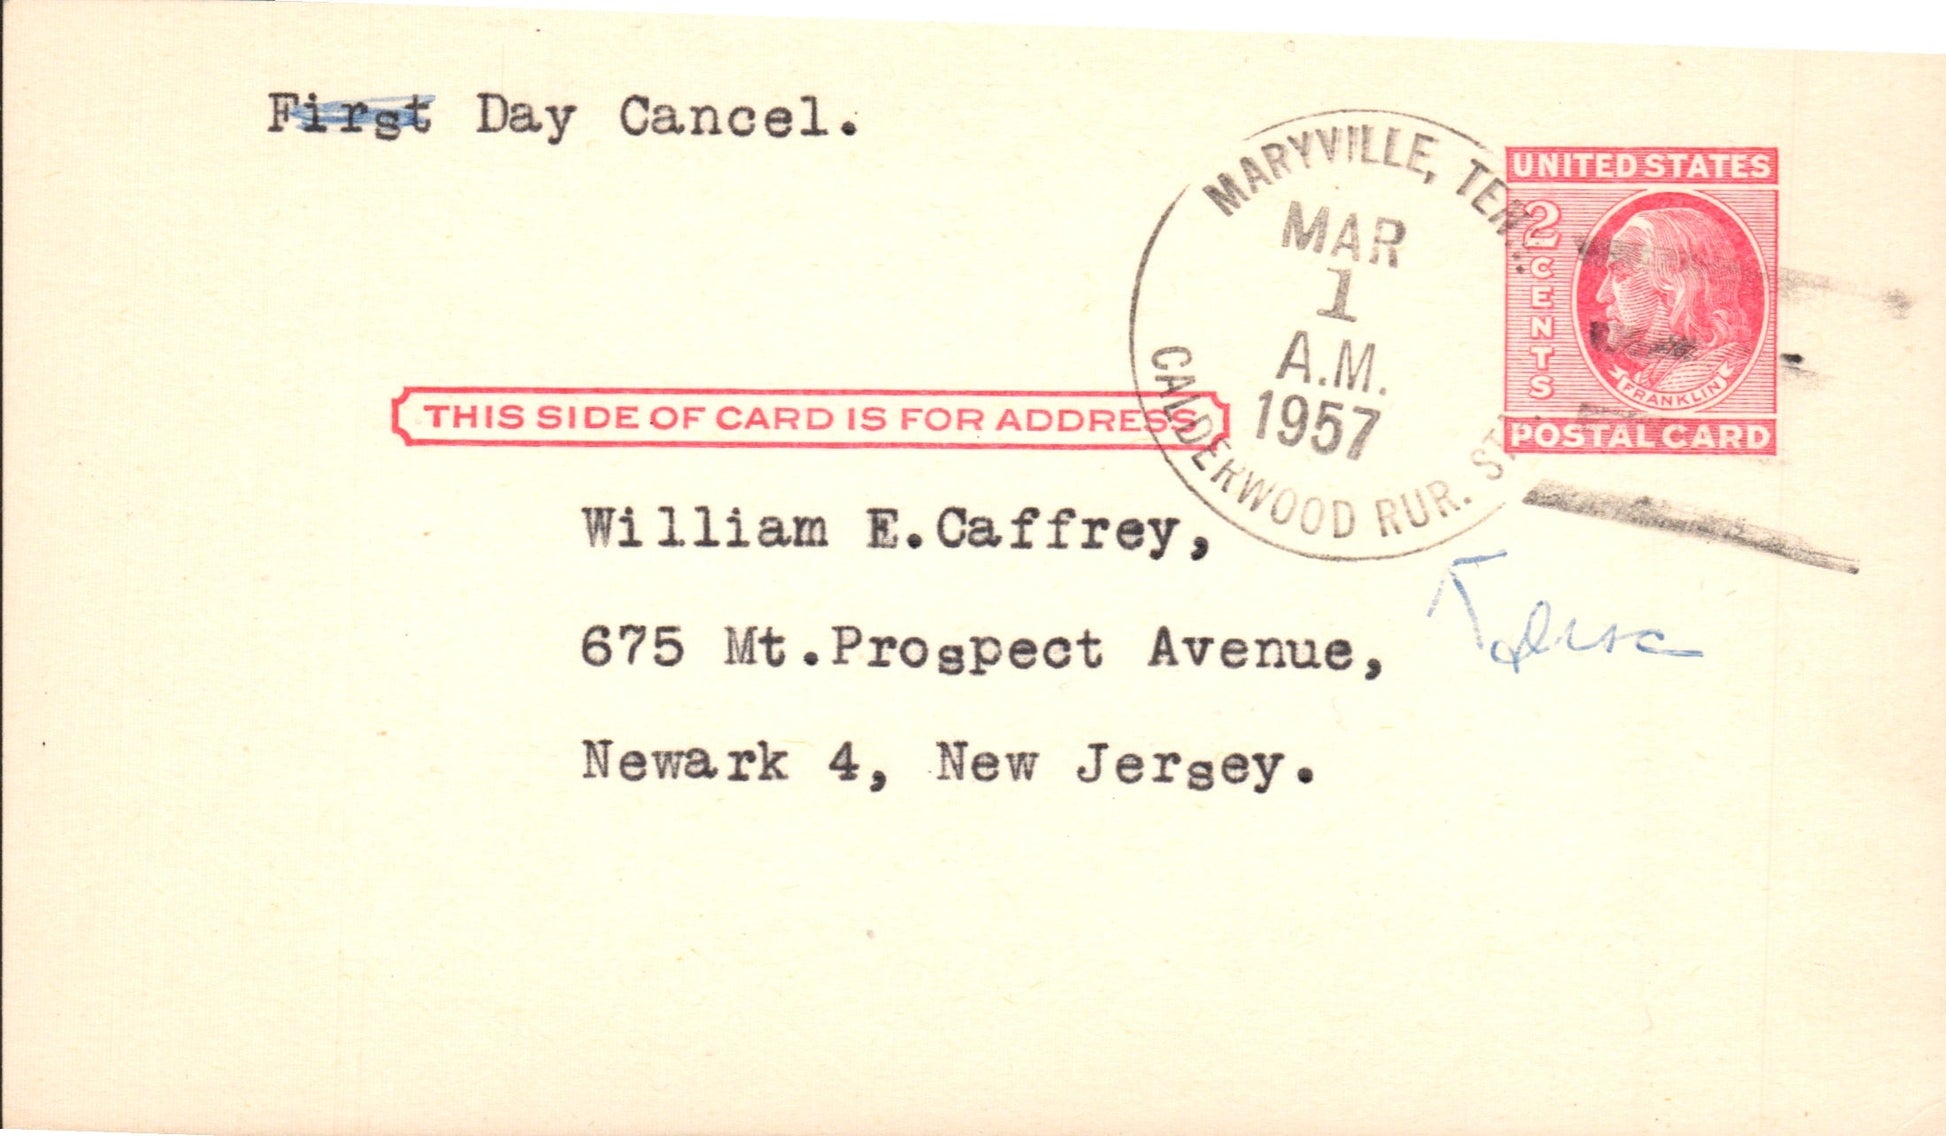 First Day Cancel.
MARYVILLE, TENN.
MAR
1
A.M.
1957
CALDERWOOD RUR. STA.
UNITED STATES
2 CENTS
FRANKLIN
POSTAL CARD
THIS SIDE OF CARD IS FOR ADDRESS
William E.Caffrey,
675 Mt.Prospect Avenue,
Newark 4, New Jersey.